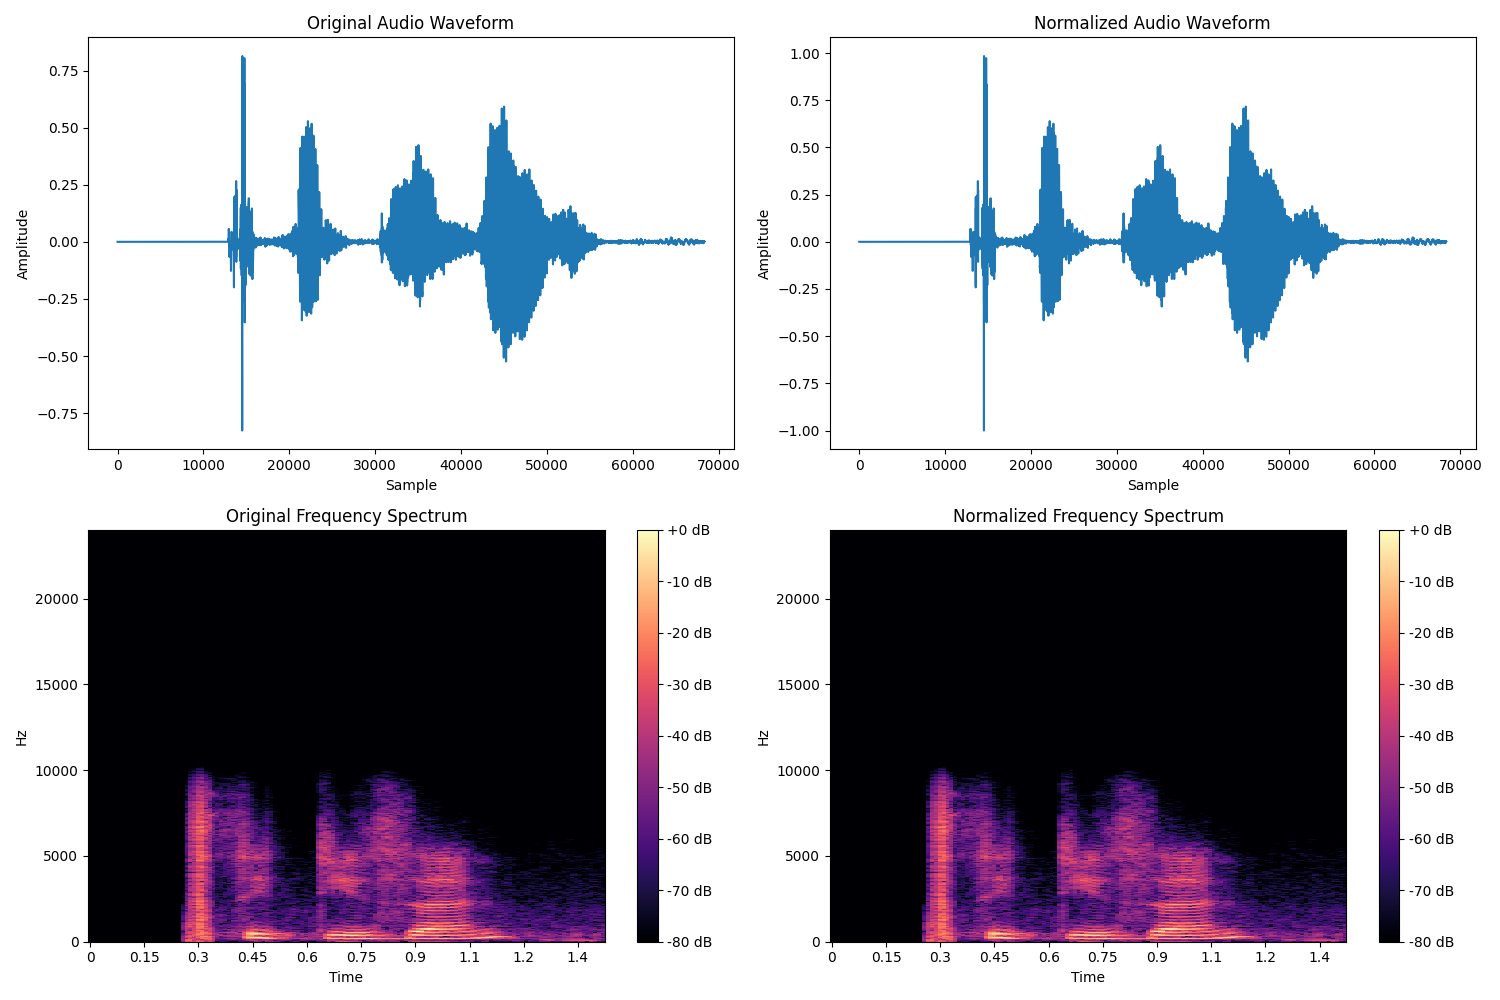 Original Audio Waveform
Amplitude
0.75
0.50
0.25
0.00
−0.25
−0.50
−0.75
0 10000 20000 30000 40000 50000 60000 70000
Sample
Normalized Audio Waveform
Amplitude
1.00
0.75
0.50
0.25
0.00
−0.25
−0.50
−0.75
−1.00
0 10000 20000 30000 40000 50000 60000 70000
Sample
Original Frequency Spectrum
Hz
20000
15000
10000
5000
0
0 0.15 0.3 0.45 0.6 0.75 0.9 1.1 1.2 1.4
Time
+0 dB
-10 dB
-20 dB
-30 dB
-40 dB
-50 dB
-60 dB
-70 dB
-80 dB
Normalized Frequency Spectrum
Hz
20000
15000
10000
5000
0
0 0.15 0.3 0.45 0.6 0.75 0.9 1.1 1.2 1.4
Time
+0 dB
-10 dB
-20 dB
-30 dB
-40 dB
-50 dB
-60 dB
-70 dB
-80 dB